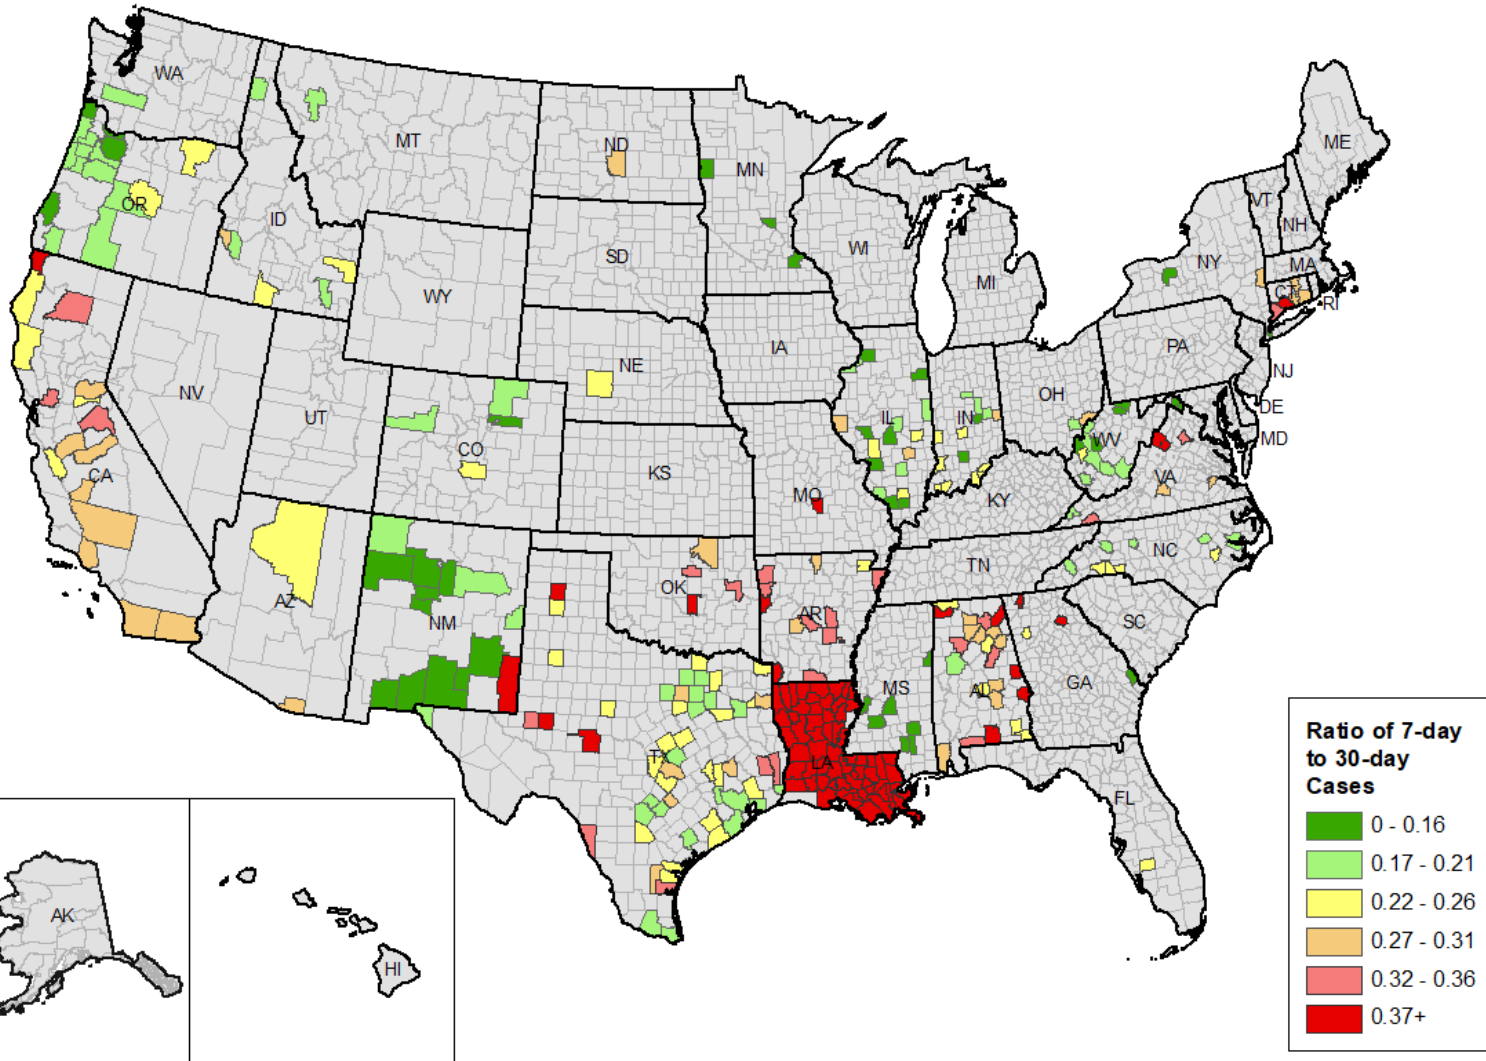 WA
MT
ND
MN
ME
OR
ID
SD
WI
MI
VT
NH
NY
MA
CT
RI
WY
IA
PA
NE
NV
UT
CO
CA
KS
MO
IL
IN
OH
NJ
DE
MD
WV
VA
KY
NC
TN
AZ
NM
OK
AR
SC
MS
AL
GA
TX
LA
FL
AK
HI
Ratio of 7-day
to 30-day
Cases
0 - 0.16
0.17 - 0.21
0.22 - 0.26
0.27 - 0.31
0.32 - 0.36
0.37+